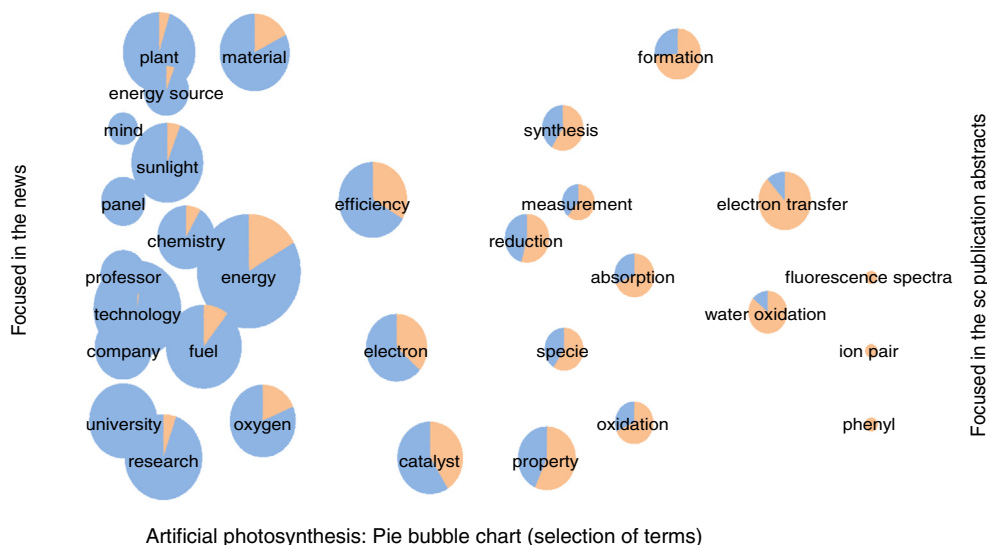 Focused in the news
plant
material
formation
energy source
mind
synthesis
sunlight
panel
efficiency
measurement
electron transfer
chemistry
reduction
professor
energy
absorption
fluorescence spectra
technology
water oxidation
company
fuel
electron
specie
ion pair
university
oxygen
oxidation
phenyl
research
catalyst
property
Focused in the sc publication abstracts
Artificial photosynthesis: Pie bubble chart (selection of terms)